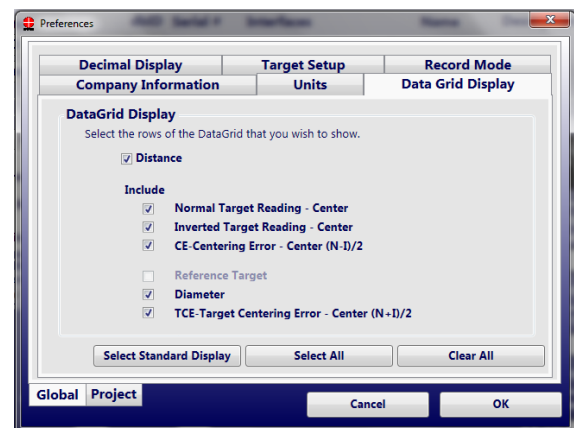 Preferences
Serial #
Interfaces
Name
Decimal Display
Target Setup
Record Mode
Company Information
Units
Data Grid Display
DataGrid Display
Select the rows of the DataGrid that you wish to show.
Distance
Include
Normal Target Reading - Center
Inverted Target Reading - Center
CE-Centering Error - Center (N-I)/2
Reference Target
Diameter
TCE-Target Centering Error - Center (N+I)/2
Select Standard Display
Select All
Clear All
Global
Project
Cancel
OK